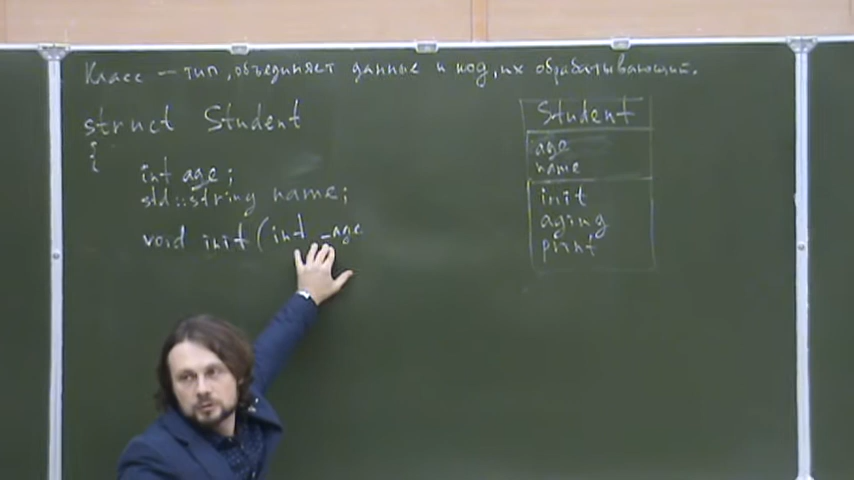 Класс — тип, объединяет данные и код, их обрабатывающий.
struct Student
{
int age;
std::string name;
void init (int _age
Student
age
name
init
aging
print